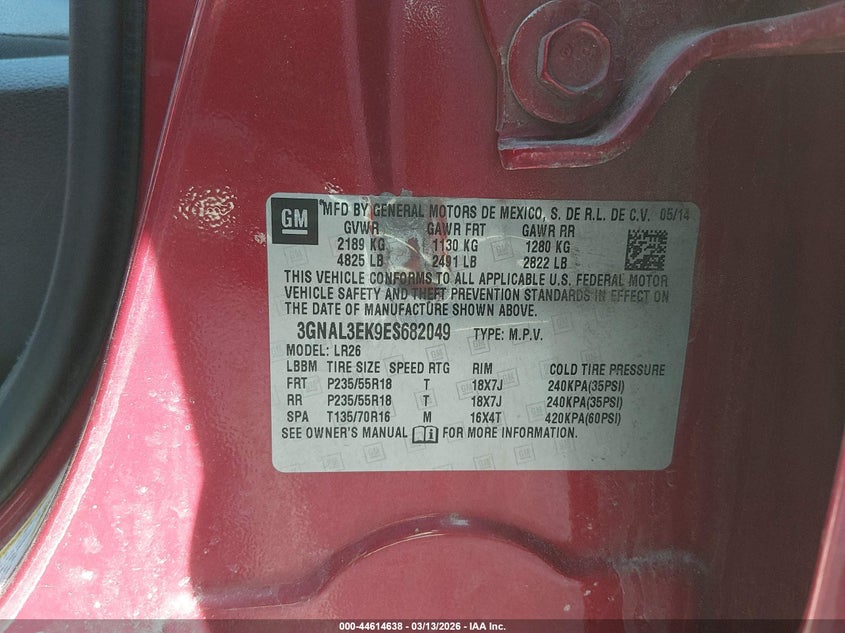 GM
MFD BY GENERAL MOTORS DE MEXICO, S. DE R.L. DE C.V. 05/14
GVWR GAWR FRT GAWR RR
2189 KG 1130 KG 1280 KG
4825 LB 2491 LB 2822 LB
THIS VEHICLE CONFORMS TO ALL APPLICABLE U.S. FEDERAL MOTOR
VEHICLE SAFETY AND THEFT PREVENTION STANDARDS IN EFFECT ON
THE DATE OF MANUFACTURE SHOWN ABOVE.
3GNAL3EK9ES682049 TYPE: M.P.V.
MODEL: LR26
LBBM TIRE SIZE SPEED RTG RIM COLD TIRE PRESSURE
FRT P235/55R18 T 18X7J 240KPA(35PSI)
RR P235/55R18 T 18X7J 240KPA(35PSI)
SPA T135/70R16 M 16X4T 420KPA(60PSI)
SEE OWNER'S MANUAL FOR MORE INFORMATION.
000-44614638 - 03/13/2026 - IAA Inc.